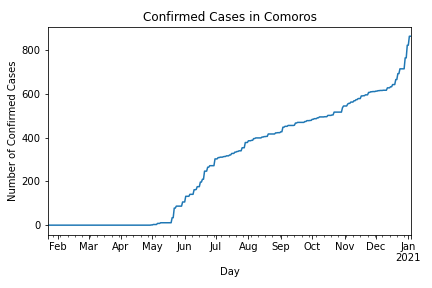 Confirmed Cases in Comoros
Number of Confirmed Cases
800
600
400
200
0
Feb Mar Apr May Jun Jul Aug Sep Oct Nov Dec Jan
2021
Day